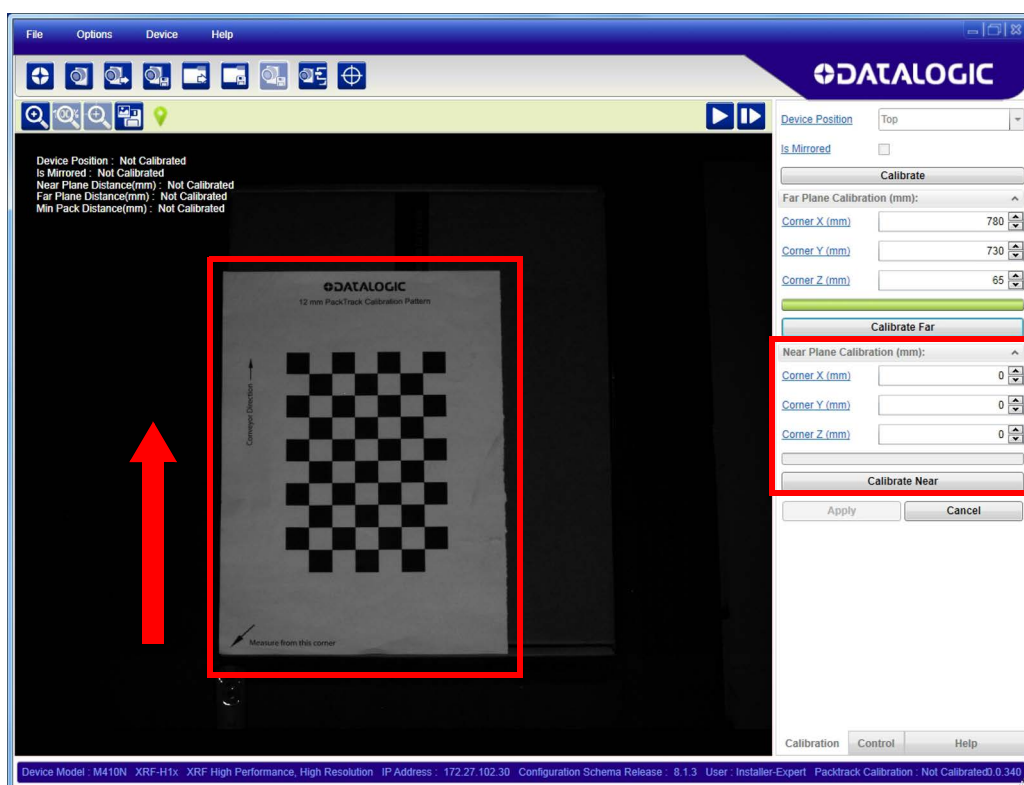 File Options Device Help
DATALOGIC
Device Position Top
Is Mirrored
Calibrate
Far Plane Calibration (mm):
Corner X (mm) 780
Corner Y (mm) 730
Corner Z (mm) 65
Calibrate Far
Near Plane Calibration (mm):
Corner X (mm) 0
Corner Y (mm) 0
Corner Z (mm) 0
Calibrate Near
Apply Cancel
Device Position : Not Calibrated
Is Mirrored : Not Calibrated
Near Plane Distance(mm) : Not Calibrated
Far Plane Distance(mm) : Not Calibrated
Min Pack Distance(mm) : Not Calibrated
DATALOGIC
12 mm PackTrack Calibration Pattern
Conveyor Direction
Measure from this corner
Calibration Control Help
Device Model : M410N XRF-H1x XRF High Performance, High Resolution IP Address : 172.27.102.30 Configuration Schema Release : 8.1.3 User : Installer-Expert Packtrack Calibration : Not Calibrated0.0.340